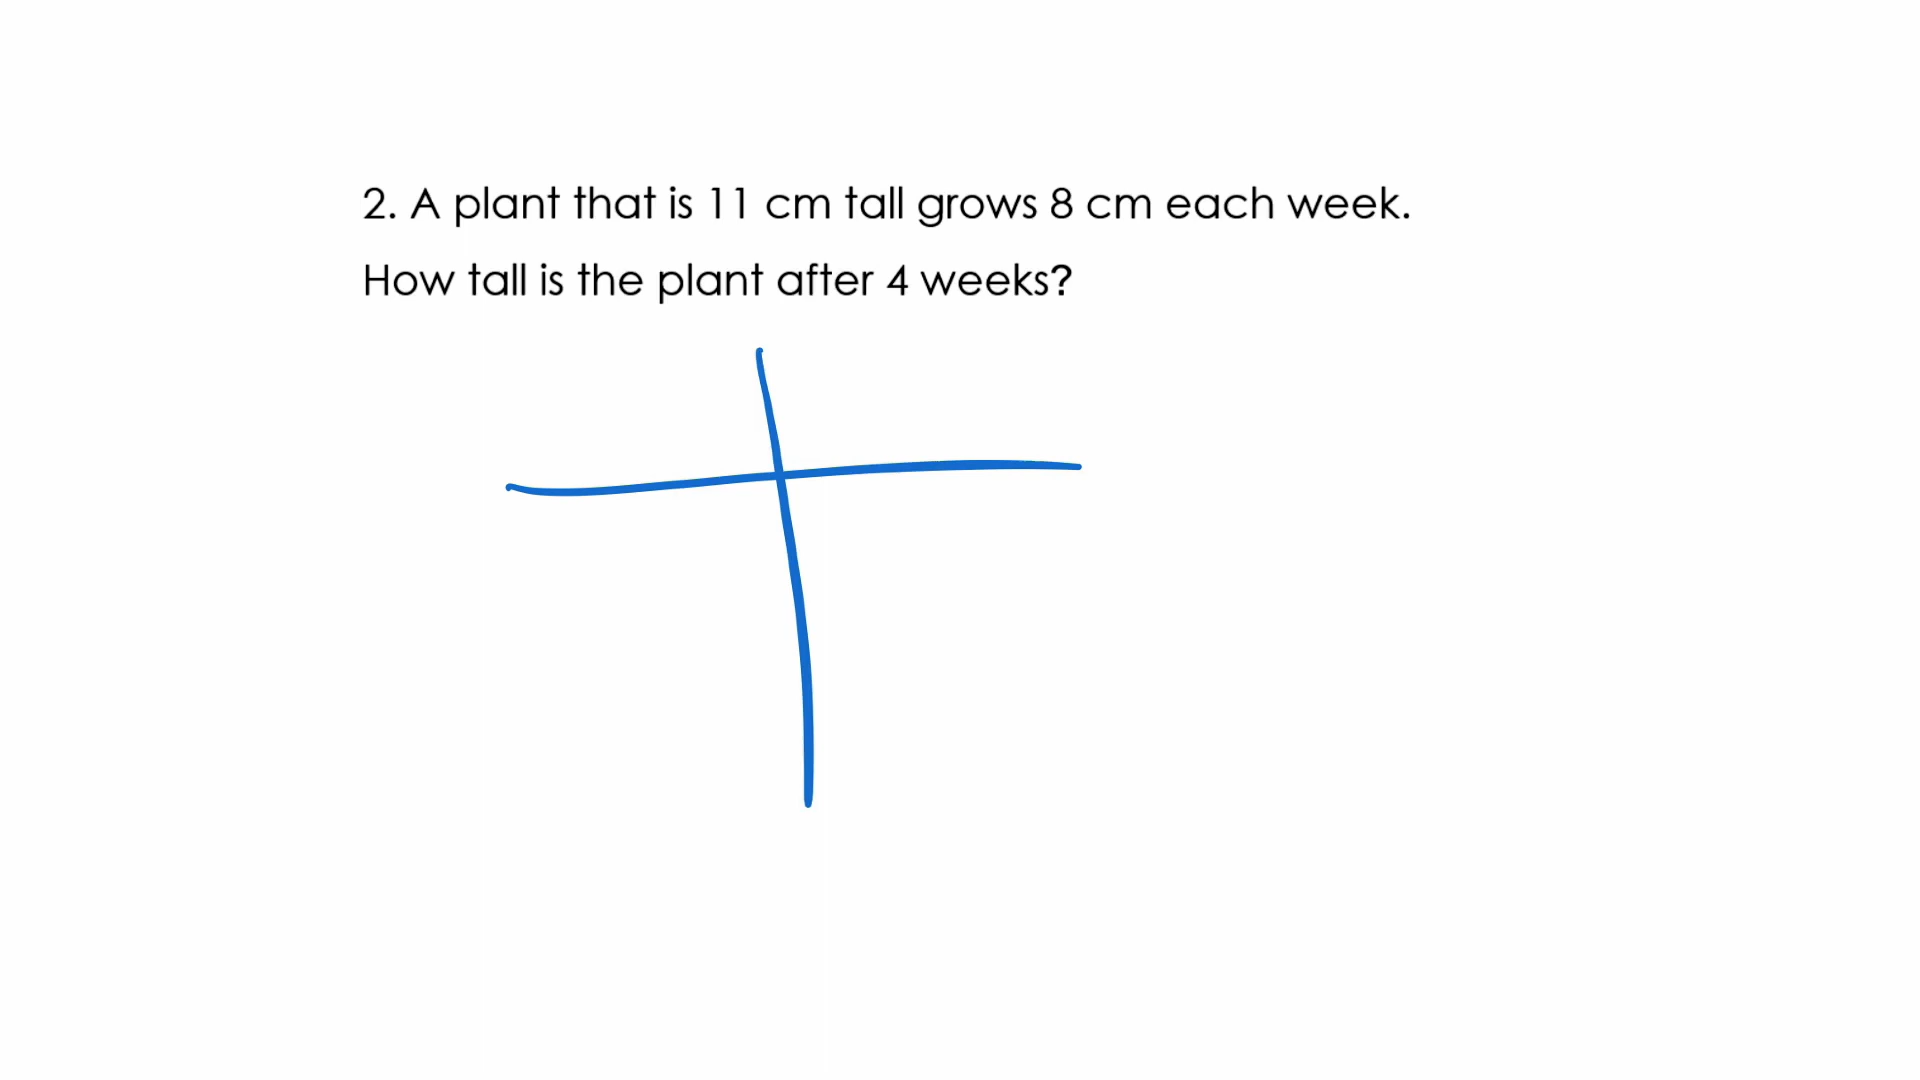 2. A plant that is 11 cm tall grows 8 cm each week.
How tall is the plant after 4 weeks?